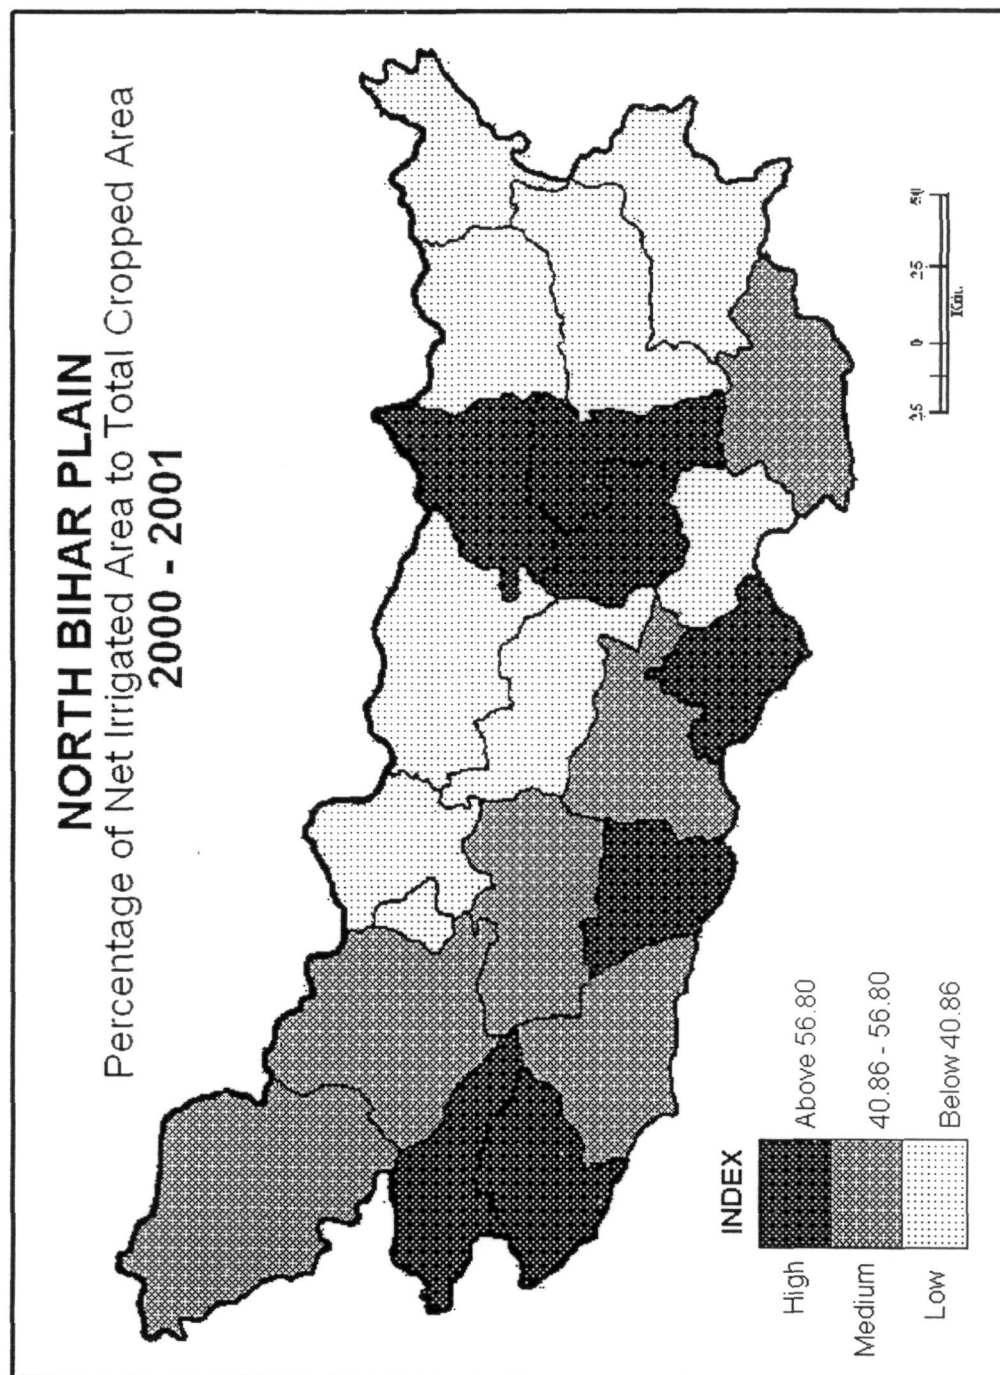 NORTH BIHAR PLAIN
Percentage of Net Irrigated Area to Total Cropped Area
2000 - 2001
INDEX
High Above 56.80
Medium 40.86 - 56.80
Low Below 40.86
25 0 25 50
Km.